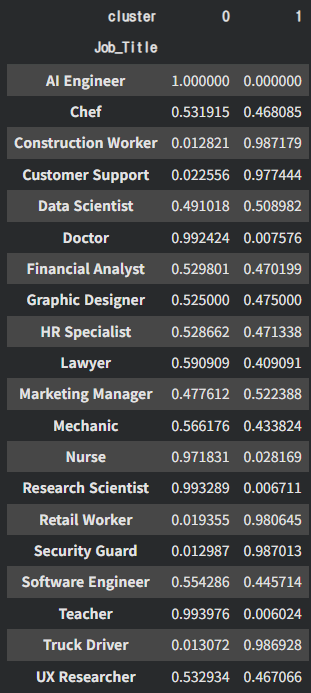 cluster 0 1
Job_Title
AI Engineer 1.000000 0.000000
Chef 0.531915 0.468085
Construction Worker 0.012821 0.987179
Customer Support 0.022556 0.977444
Data Scientist 0.491018 0.508982
Doctor 0.992424 0.007576
Financial Analyst 0.529801 0.470199
Graphic Designer 0.525000 0.475000
HR Specialist 0.528662 0.471338
Lawyer 0.590909 0.409091
Marketing Manager 0.477612 0.522388
Mechanic 0.566176 0.433824
Nurse 0.971831 0.028169
Research Scientist 0.993289 0.006711
Retail Worker 0.019355 0.980645
Security Guard 0.012987 0.987013
Software Engineer 0.554286 0.445714
Teacher 0.993976 0.006024
Truck Driver 0.013072 0.986928
UX Researcher 0.532934 0.467066